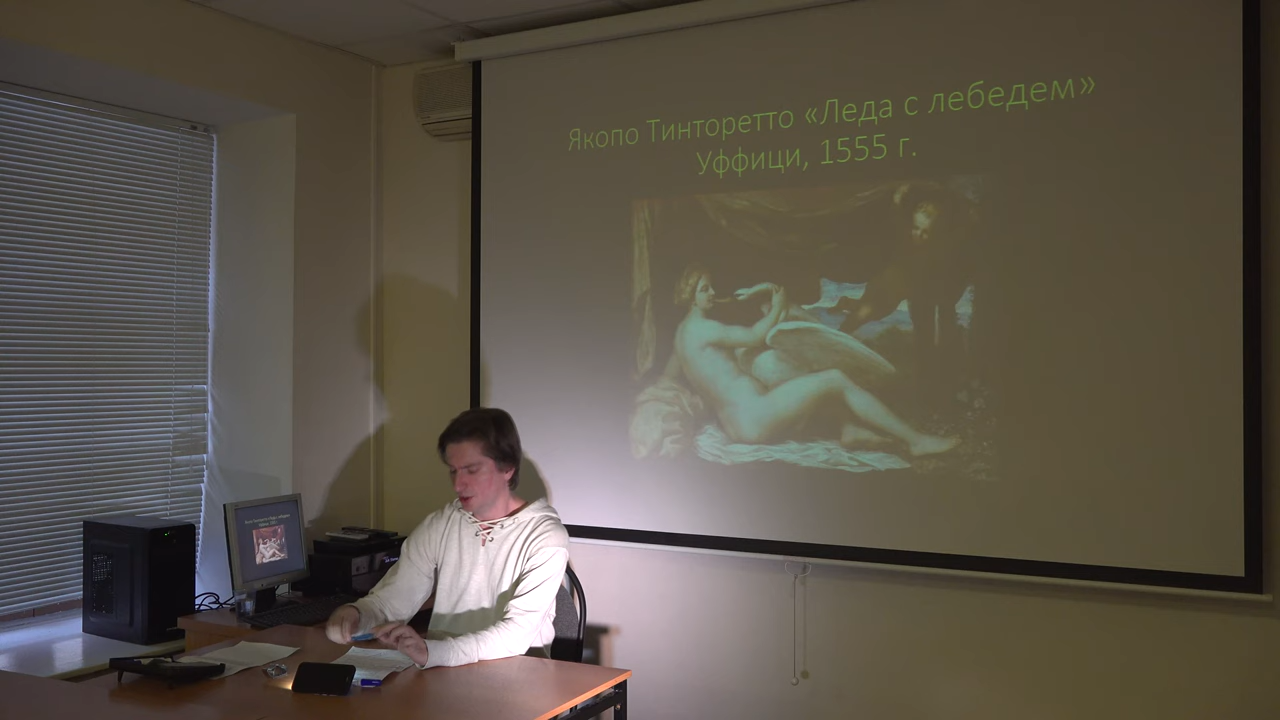 Якопо Тинторетто «Леда с лебедем»
Уффици, 1555 г.